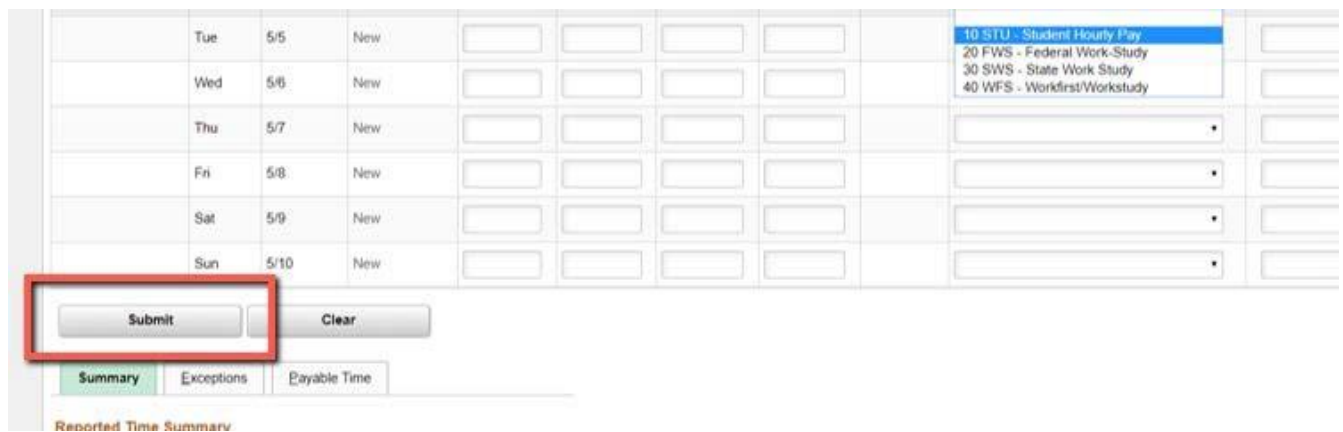 Tue 5/5 New
10 STU - Student Hourly Pay
20 FWS - Federal Work-Study
30 SWS - State Work Study
Wed 5/6 New
40 WFS - Workfirst/Workstudy
Thu 5/7 New
Fri 5/8 New
Sat 5/9 New
Sun 5/10 New
Submit Clear
Summary Exceptions Payable Time
Reported Time Summary